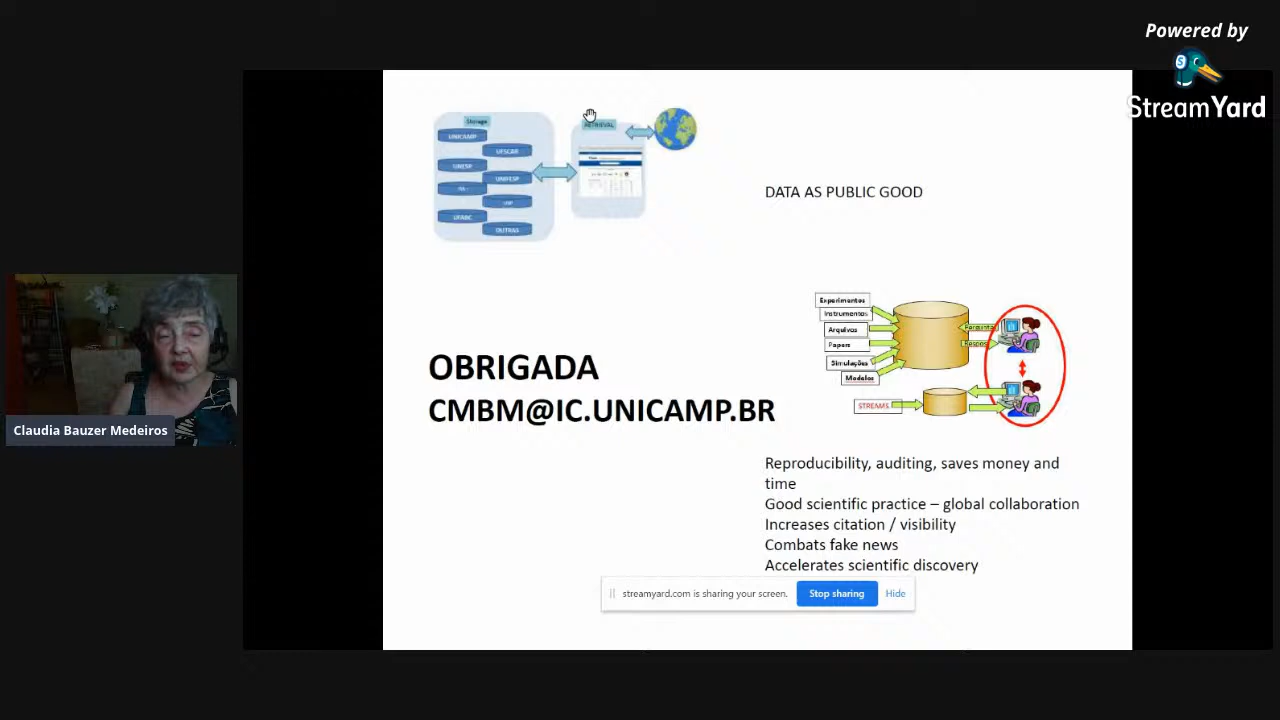 Powered by
StreamYard
Storage
UNICAMP
UFSCAR
UNESP
UNIFESP
UFABC
OUTRAS
RETRIEVAL
DATA AS PUBLIC GOOD
Experimentos
Instrumentos
Arquivos
Papers
Simulações
Modelos
STREAMS
OBRIGADA
CMBM@IC.UNICAMP.BR
Claudia Bauzer Medeiros
Reproducibility, auditing, saves money and
time
Good scientific practice – global collaboration
Increases citation / visibility
Combats fake news
Accelerates scientific discovery
streamyard.com is sharing your screen.
Stop sharing
Hide